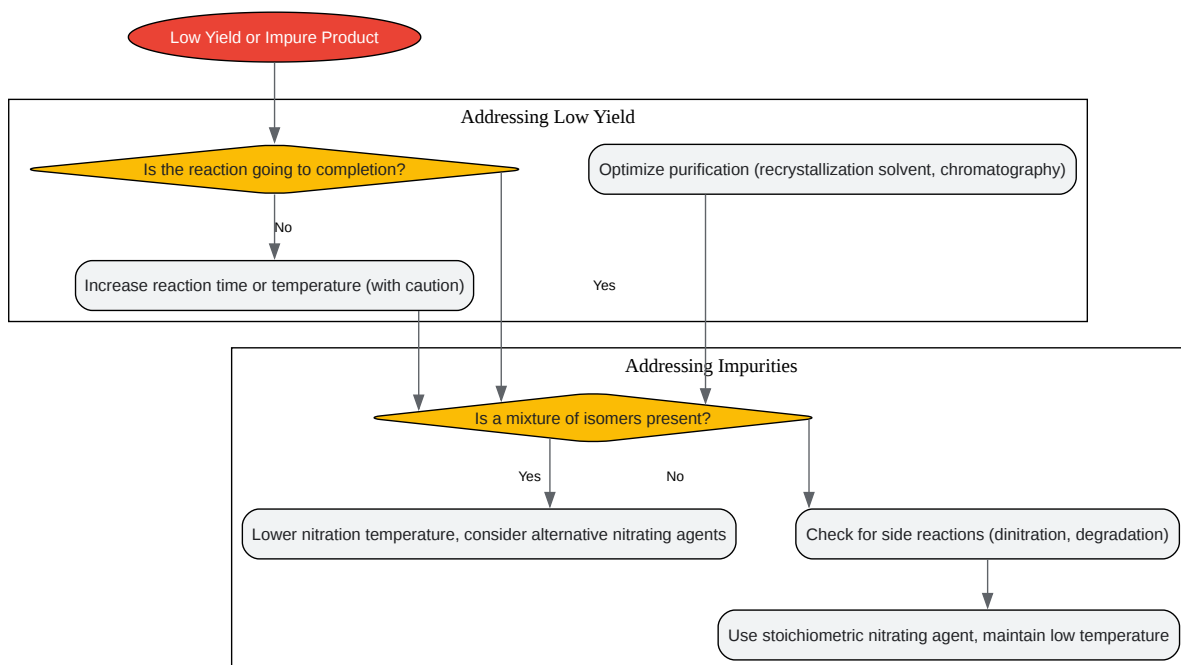 Low Yield or Impure Product
Addressing Low Yield
Is the reaction going to completion?
Optimize purification (recrystallization solvent, chromatography)
No
Increase reaction time or temperature (with caution)
Yes
Addressing Impurities
Is a mixture of isomers present?
Yes
No
Lower nitration temperature, consider alternative nitrating agents
Check for side reactions (dinitration, degradation)
Use stoichiometric nitrating agent, maintain low temperature